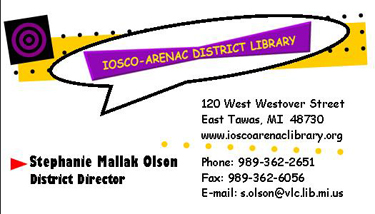 IOSCO-ARENAC DISTRICT LIBRARY
120 West Westover Street
East Tawas, MI 48730
www.ioscoarenaclibrary.org
Stephanie Mallak Olson
District Director
Phone: 989-362-2651
Fax: 989-362-6056
E-mail: s.olson@vlc.lib.mi.us